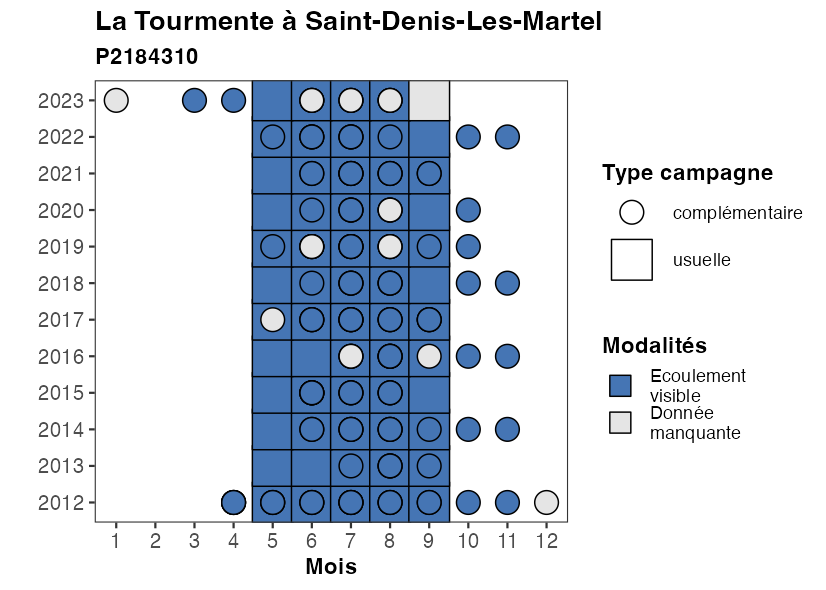 La Tourmente à Saint-Denis-Les-Martel
P2184310
2023
2022
2021
2020
2019
2018
2017
2016
2015
2014
2013
2012
1 2 3 4 5 6 7 8 9 10 11 12
Mois
Type campagne
complémentaire
usuelle
Modalités
Ecoulement
visible
Donnée
manquante